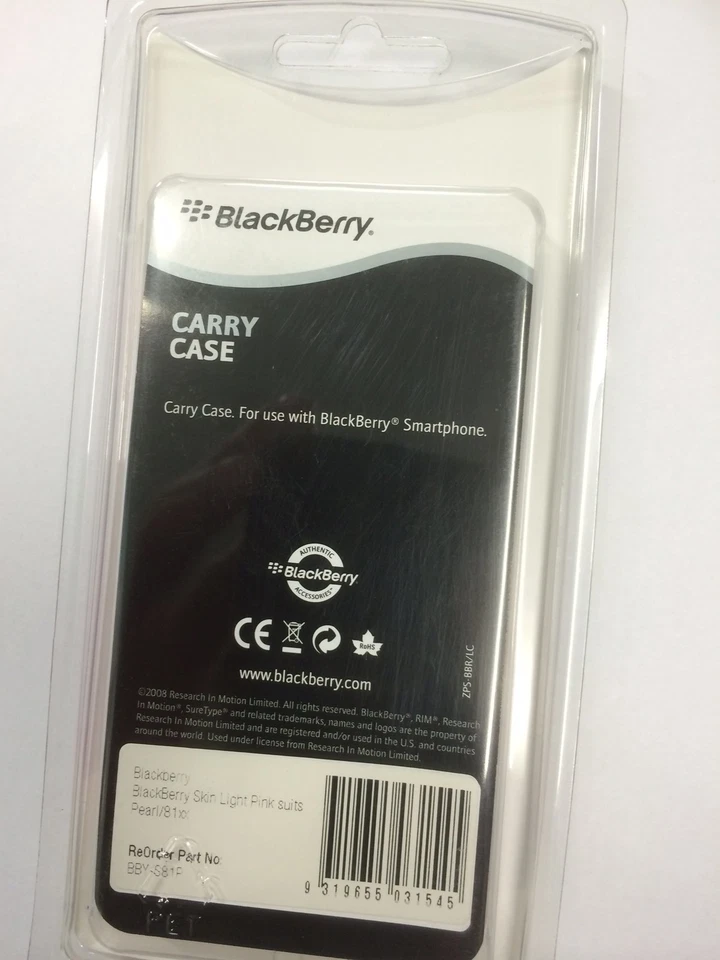 BlackBerry®
CARRY
CASE
Carry Case. For use with BlackBerry® Smartphone.
AUTHENTIC
BlackBerry
ACCESSORIES™
CE
RoHS
www.blackberry.com
ZPS-BBR/LC
©2008 Research In Motion Limited. All rights reserved. BlackBerry®, RIM®, Research
In Motion®, SureType® and related trademarks, names and logos are the property of
Research In Motion Limited and are registered and/or used in the U.S. and countries
around the world. Used under license from Research In Motion Limited.
Blackberry
BlackBerry Skin Light Pink suits
Pearl/81xx
ReOrder Part No:
BBY-S81P
9 319655 031545
PET